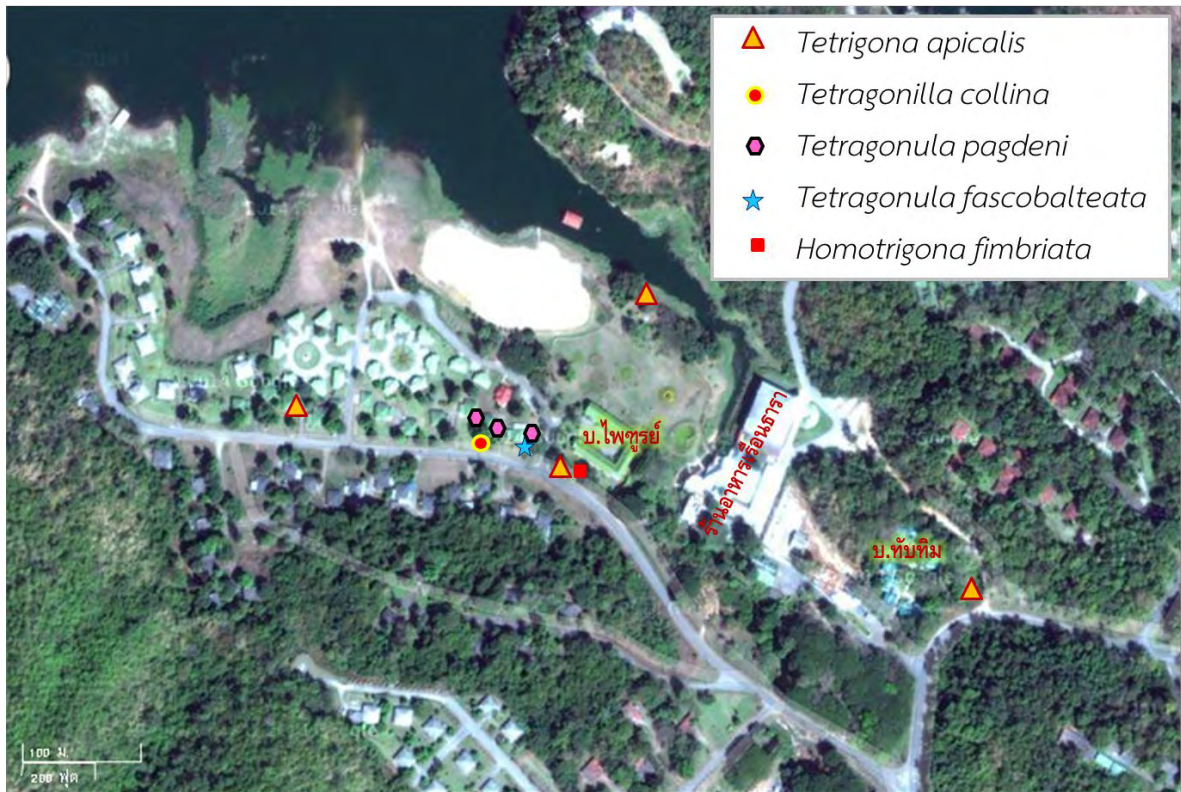 Tetrigona apicalis
Tetragonilla collina
Tetragonula pagdeni
Tetragonula fascobalteata
Homotrigona fimbriata
บ.ไพฑูรย์
ร้านอาหารเรือนธารา
บ.ทับทิม
100 ม.
200 ฟุต